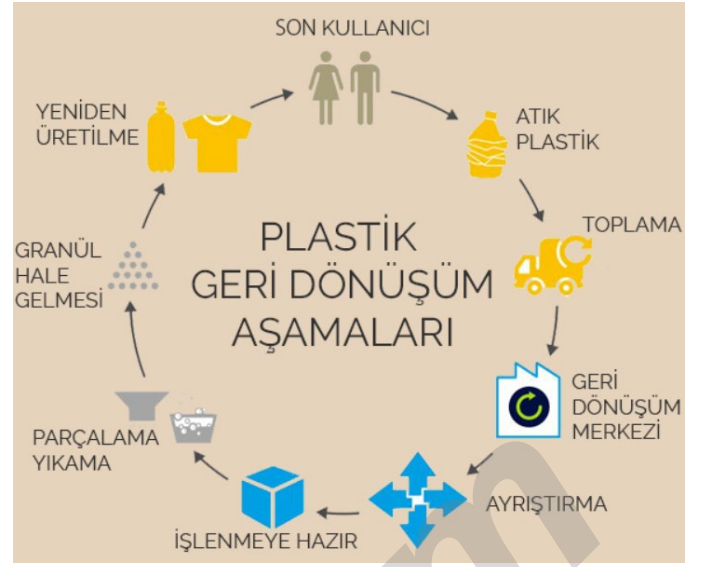 SON KULLANICI
ATIK
PLASTİK
TOPLAMA
GERİ
DÖNÜŞÜM
MERKEZİ
AYRIŞTIRMA
İŞLENMEYE HAZIR
PARÇALAMA
YIKAMA
GRANÜL
HALE
GELMESİ
YENİDEN
ÜRETİLME
PLASTİK
GERİ DÖNÜŞÜM
AŞAMALARI